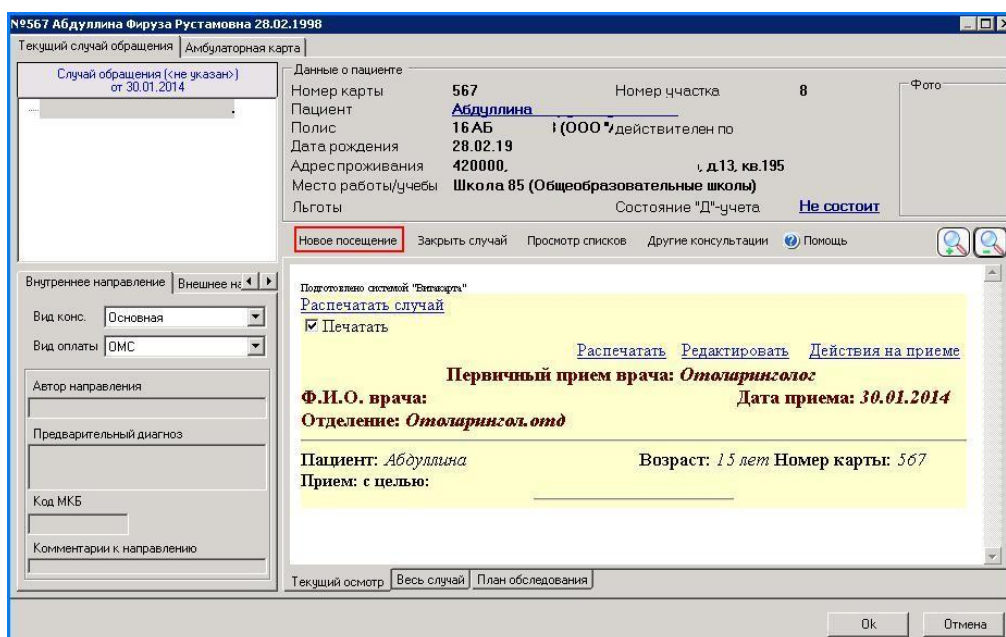 №567 Абдуллина Фируза Рустамовна 28.02.1998
Текущий случай обращения Амбулаторная карта
Случай обращения (<не указан>)
от 30.01.2014
Данные о пациенте
Номер карты 567 Номер участка 8
Пациент Абдуллина
Полис 16АБ (ООО "/действителен по
Дата рождения 28.02.19
Адрес проживания 420000, , д.13, кв.195
Место работы/учебы Школа 85 (Общеобразовательные школы)
Льготы Состояние "Д"-учета Не состоит
Фото
Новое посещение Закрыть случай Просмотр списков Другие консультации Помощь
Внутреннее направление Внешнее на
Вид конс. Основная
Вид оплаты ОМС
Автор направления
Предварительный диагноз
Код МКБ
Комментарии к направлению
Подготовлено системой "Витакарта"
Распечатать случай
Печатать
Распечатать Редактировать Действия на приеме
Первичный прием врача: Отоларинголог
Ф.И.О. врача: Дата приема: 30.01.2014
Отделение: Отоларингол.отд
Пациент: Абдуллина Возраст: 15 лет Номер карты: 567
Прием: с целью:
Текущий осмотр Весь случай План обследования
Ok Отмена